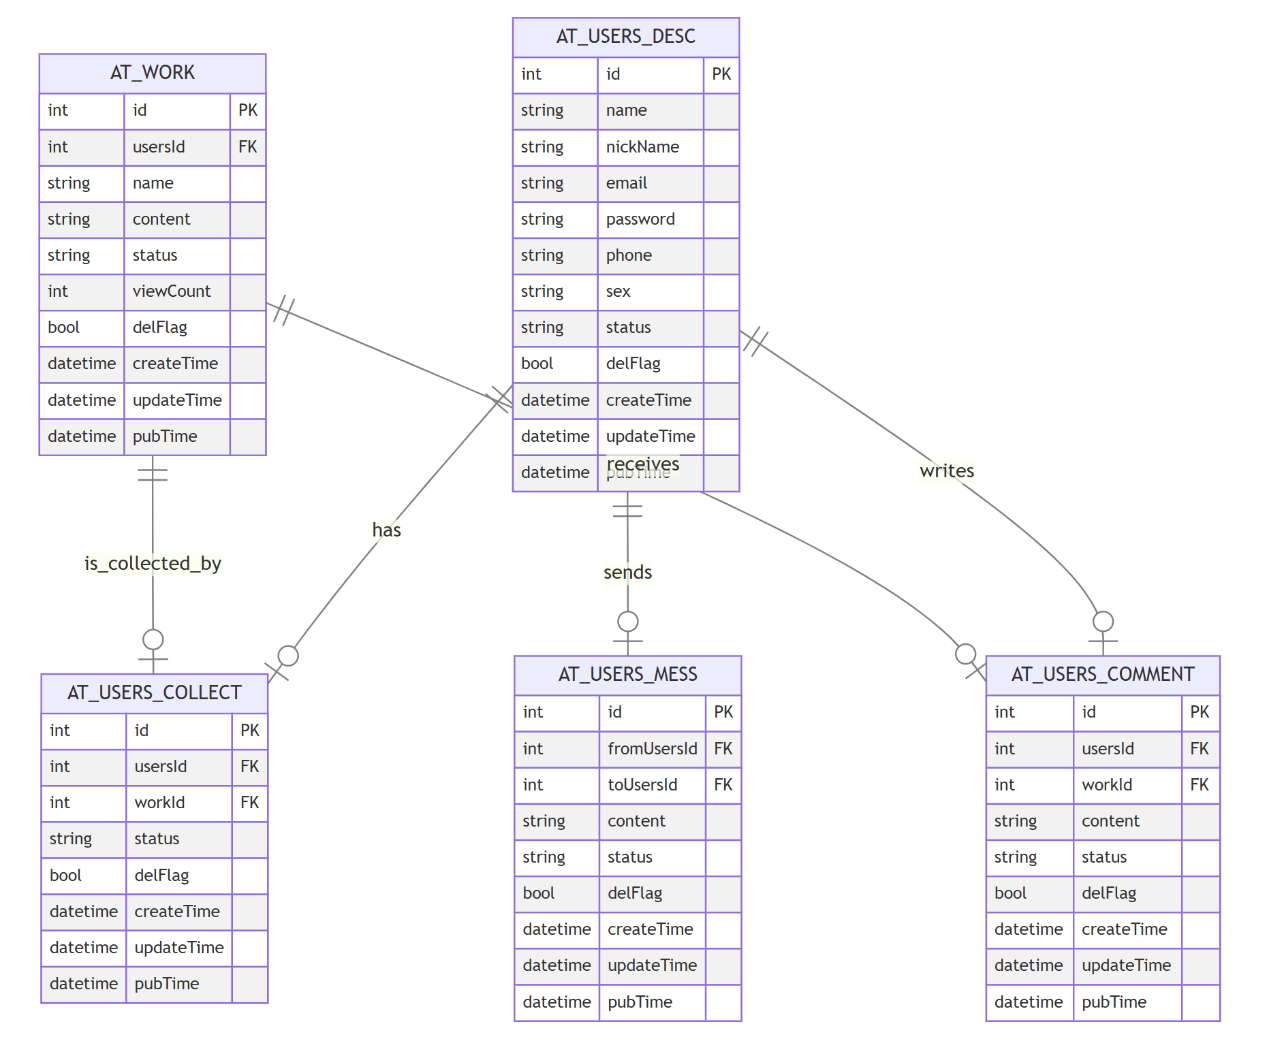 AT_WORK
int id PK
int usersId FK
string name
string content
string status
int viewCount
bool delFlag
datetime createTime
datetime updateTime
datetime pubTime
AT_USERS_DESC
int id PK
string name
string nickName
string email
string password
string phone
string sex
string status
bool delFlag
datetime createTime
datetime updateTime
receives
datetime pubTime
writes
has
is_collected_by
sends
AT_USERS_COLLECT
int id PK
int usersId FK
int workId FK
string status
bool delFlag
datetime createTime
datetime updateTime
datetime pubTime
AT_USERS_MESS
int id PK
int fromUsersId FK
int toUsersId FK
string content
string status
bool delFlag
datetime createTime
datetime updateTime
datetime pubTime
AT_USERS_COMMENT
int id PK
int usersId FK
int workId FK
string content
string status
bool delFlag
datetime createTime
datetime updateTime
datetime pubTime